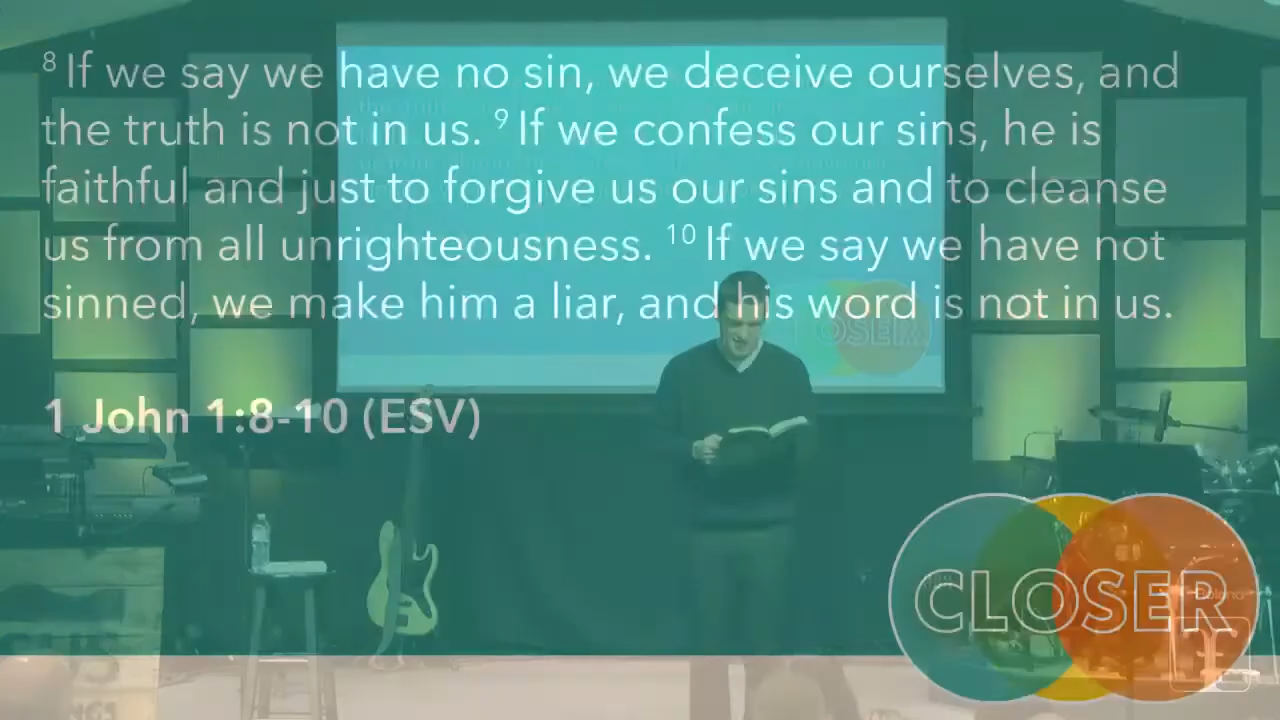 ⁸ If we say we have no sin, we deceive ourselves, and
the truth is not in us. ⁹ If we confess our sins, he is
faithful and just to forgive us our sins and to cleanse
us from all unrighteousness. ¹⁰ If we say we have not
sinned, we make him a liar, and his word is not in us.
1 John 1:8-10 (ESV)
CLOSER
CLOSER
Roland